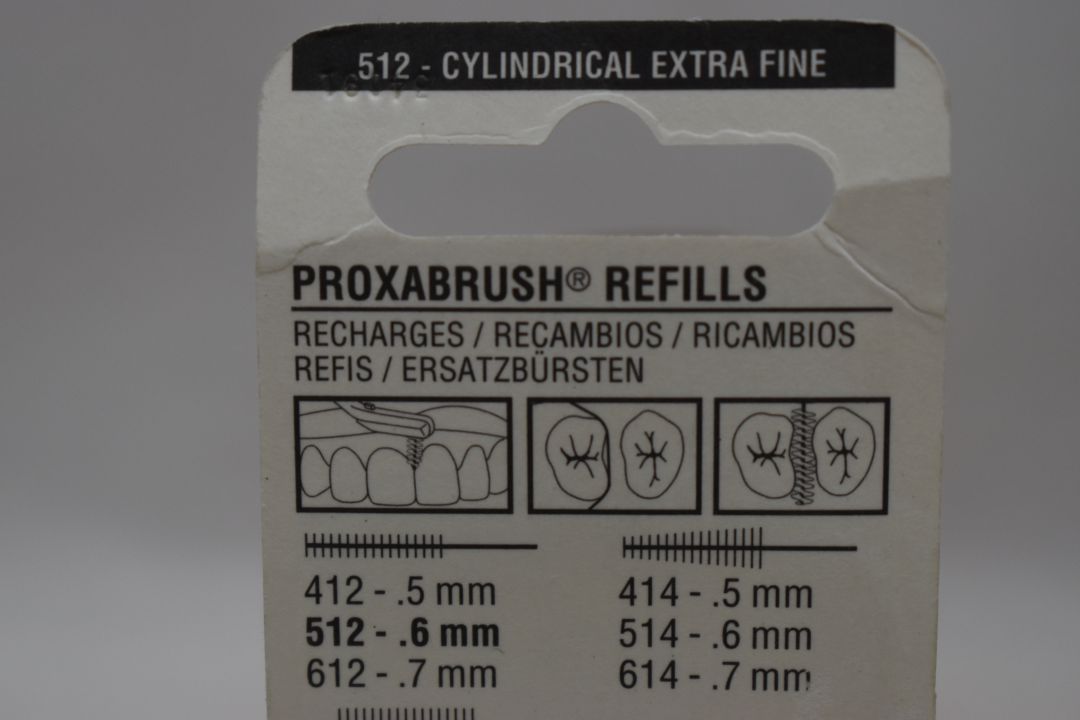 512 - CYLINDRICAL EXTRA FINE
PROXABRUSH® REFILLS
RECHARGES / RECAMBIOS / RICAMBIOS
REFIS / ERSATZBÜRSTEN
412 - .5 mm
512 - .6 mm
612 - .7 mm
414 - .5 mm
514 - .6 mm
614 - .7 mm